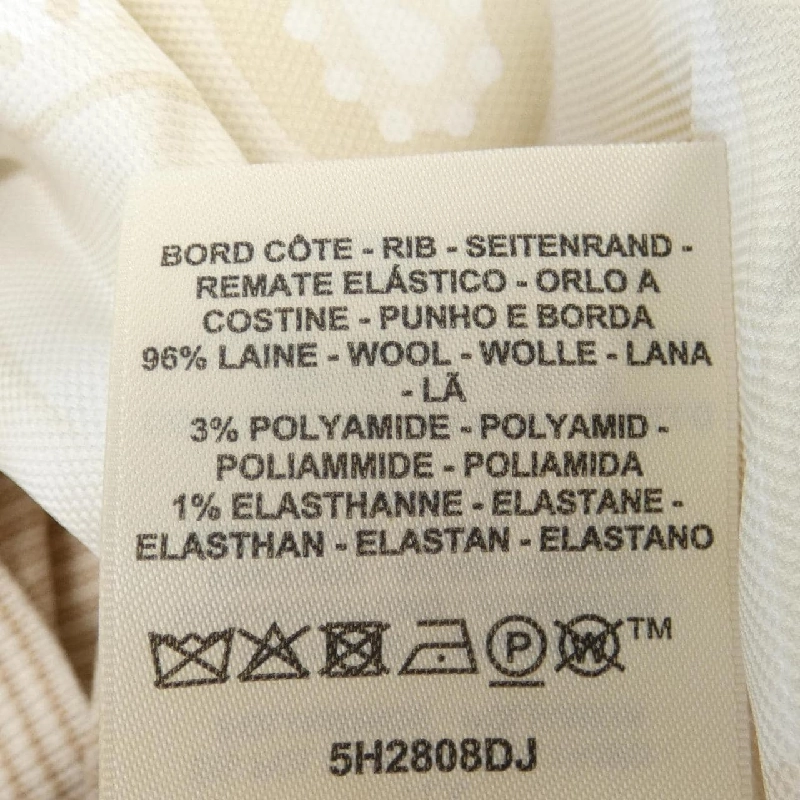 BORD CÔTE - RIB - SEITENRAND -
REMATE ELÁSTICO - ORLO A
COSTINE - PUNHO E BORDA
96% LAINE - WOOL - WOLLE - LANA
- LÃ
3% POLYAMIDE - POLYAMID -
POLIAMMIDE - POLIAMIDA
1% ELASTHANNE - ELASTANE -
ELASTHAN - ELASTAN - ELASTANO
P W TM
5H2808DJ